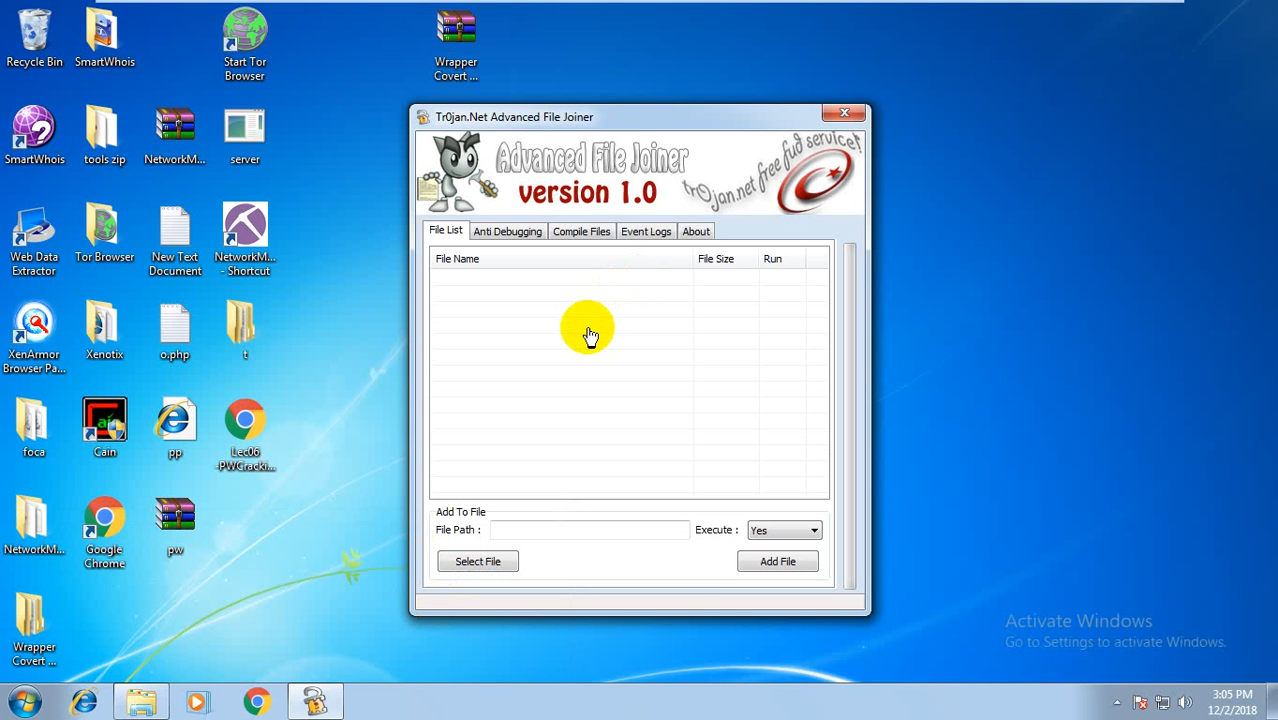 Recycle Bin
SmartWhois
Start Tor
Browser
Wrapper
Covert ...
SmartWhois
tools zip
NetworkM...
server
Web Data
Extractor
Tor Browser
New Text
Document
NetworkM...
- Shortcut
XenArmor
Browser Pa...
Xenotix
o.php
t
foca
Cain
pp
Lec06
-PWCracki...
NetworkM...
Google
Chrome
pw
Wrapper
Covert ...
Tr0jan.Net Advanced File Joiner
Advanced File Joiner
version 1.0
tr0jan.net free fud service!
File List
Anti Debugging
Compile Files
Event Logs
About
File Name
File Size
Run
Add To File
File Path :
Execute :
Yes
Select File
Add File
Activate Windows
Go to Settings to activate Windows.
3:05 PM
12/2/2018